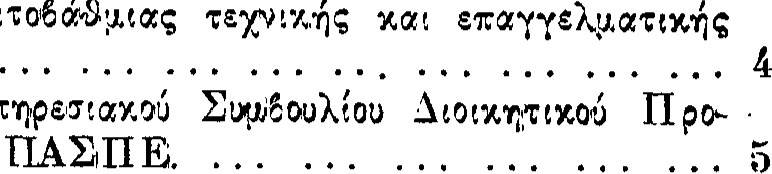 τοβάθμιας τεχνικής και επαγγελματικής
... ... ... ... ... ... ... ... ... ... 4
τηρεσιακού Συμβουλίου Διοικητικού Προ-
ΠΑΣΠΕ. ... ... ... ... ... ... ... 5